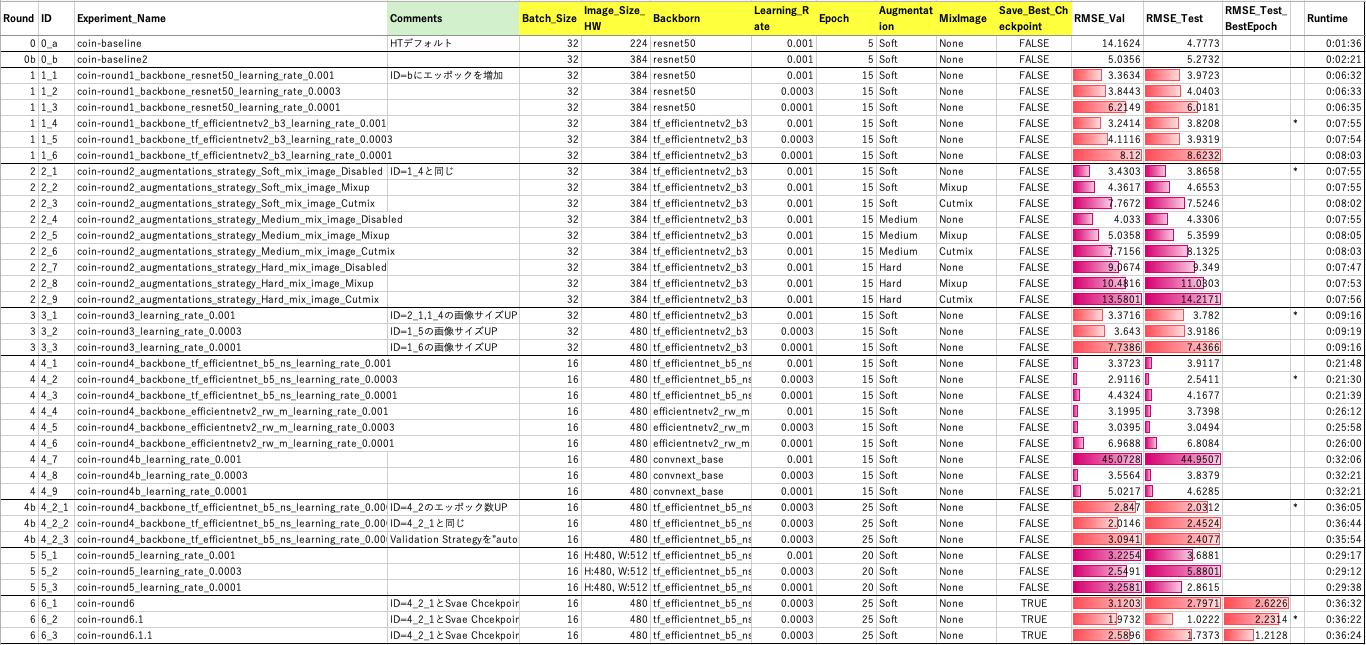 Round ID Experiment_Name Comments Batch_Size Image_Size_HW Backborn Learning_Rate Epoch Augmentation MixImage Save_Best_Checkpoint RMSE_Val RMSE_Test RMSE_Test_BestEpoch Runtime
0 0_a coin-baseline HTデフォルト 32 224 resnet50 0.001 5 Soft None FALSE 14.1624 4.7773 0:01:36
0b 0_b coin-baseline2 32 384 resnet50 0.001 5 Soft None FALSE 5.0356 5.2732 0:02:21
1 1_1 coin-round1_backbone_resnet50_learning_rate_0.001 ID=bにエッポックを増加 32 384 resnet50 0.001 15 Soft None FALSE 3.3634 3.9723 0:06:32
1 1_2 coin-round1_backbone_resnet50_learning_rate_0.0003 32 384 resnet50 0.0003 15 Soft None FALSE 3.8443 4.0403 0:06:33
1 1_3 coin-round1_backbone_resnet50_learning_rate_0.0001 32 384 resnet50 0.0001 15 Soft None FALSE 6.2149 6.0181 0:06:35
1 1_4 coin-round1_backbone_tf_efficientnetv2_b3_learning_rate_0.001 32 384 tf_efficientnetv2_b3 0.001 15 Soft None FALSE 3.2414 3.8208 * 0:07:55
1 1_5 coin-round1_backbone_tf_efficientnetv2_b3_learning_rate_0.0003 32 384 tf_efficientnetv2_b3 0.0003 15 Soft None FALSE 4.1116 3.9319 0:07:54
1 1_6 coin-round1_backbone_tf_efficientnetv2_b3_learning_rate_0.0001 32 384 tf_efficientnetv2_b3 0.0001 15 Soft None FALSE 8.12 8.6232 0:08:03
2 2_1 coin-round2_augmentations_strategy_Soft_mix_image_Disabled ID=1_4と同じ 32 384 tf_efficientnetv2_b3 0.001 15 Soft None FALSE 3.4303 3.8658 * 0:07:55
2 2_2 coin-round2_augmentations_strategy_Soft_mix_image_Mixup 32 384 tf_efficientnetv2_b3 0.001 15 Soft Mixup FALSE 4.3617 4.6553 0:07:55
2 2_3 coin-round2_augmentations_strategy_Soft_mix_image_Cutmix 32 384 tf_efficientnetv2_b3 0.001 15 Soft Cutmix FALSE 7.7672 7.5246 0:08:02
2 2_4 coin-round2_augmentations_strategy_Medium_mix_image_Disabled 32 384 tf_efficientnetv2_b3 0.001 15 Medium None FALSE 4.033 4.3306 0:07:55
2 2_5 coin-round2_augmentations_strategy_Medium_mix_image_Mixup 32 384 tf_efficientnetv2_b3 0.001 15 Medium Mixup FALSE 5.0358 5.3599 0:08:05
2 2_6 coin-round2_augmentations_strategy_Medium_mix_image_Cutmix 32 384 tf_efficientnetv2_b3 0.001 15 Medium Cutmix FALSE 7.7156 8.1325 0:08:03
2 2_7 coin-round2_augmentations_strategy_Hard_mix_image_Disabled 32 384 tf_efficientnetv2_b3 0.001 15 Hard None FALSE 9.0674 9.349 0:07:47
2 2_8 coin-round2_augmentations_strategy_Hard_mix_image_Mixup 32 384 tf_efficientnetv2_b3 0.001 15 Hard Mixup FALSE 10.4816 11.0303 0:07:53
2 2_9 coin-round2_augmentations_strategy_Hard_mix_image_Cutmix 32 384 tf_efficientnetv2_b3 0.001 15 Hard Cutmix FALSE 13.5801 14.2171 0:07:56
3 3_1 coin-round3_learning_rate_0.001 ID=2_1,1_4の画像サイズUP 32 480 tf_efficientnetv2_b3 0.001 15 Soft None FALSE 3.3716 3.782 * 0:09:16
3 3_2 coin-round3_learning_rate_0.0003 ID=1_5の画像サイズUP 32 480 tf_efficientnetv2_b3 0.0003 15 Soft None FALSE 3.643 3.9186 0:09:19
3 3_3 coin-round3_learning_rate_0.0001 ID=1_6の画像サイズUP 32 480 tf_efficientnetv2_b3 0.0001 15 Soft None FALSE 7.7386 7.4366 0:09:16
4 4_1 coin-round4_backbone_tf_efficientnet_b5_ns_learning_rate_0.001 16 480 tf_efficientnet_b5_ns 0.001 15 Soft None FALSE 3.3723 3.9117 0:21:48
4 4_2 coin-round4_backbone_tf_efficientnet_b5_ns_learning_rate_0.0003 16 480 tf_efficientnet_b5_ns 0.0003 15 Soft None FALSE 2.9116 2.5411 * 0:21:30
4 4_3 coin-round4_backbone_tf_efficientnet_b5_ns_learning_rate_0.0001 16 480 tf_efficientnet_b5_ns 0.0001 15 Soft None FALSE 4.4324 4.1677 0:21:39
4 4_4 coin-round4_backbone_efficientnetv2_rw_m_learning_rate_0.001 16 480 efficientnetv2_rw_m 0.001 15 Soft None FALSE 3.1995 3.7398 0:26:12
4 4_5 coin-round4_backbone_efficientnetv2_rw_m_learning_rate_0.0003 16 480 efficientnetv2_rw_m 0.0003 15 Soft None FALSE 3.0395 3.0494 0:25:58
4 4_6 coin-round4_backbone_efficientnetv2_rw_m_learning_rate_0.0001 16 480 efficientnetv2_rw_m 0.0001 15 Soft None FALSE 6.9688 6.8084 0:26:00
4 4_7 coin-round4b_learning_rate_0.001 16 480 convnext_base 0.001 15 Soft None FALSE 45.0728 44.9507 0:32:06
4 4_8 coin-round4b_learning_rate_0.0003 16 480 convnext_base 0.0003 15 Soft None FALSE 3.5564 3.8379 0:32:21
4 4_9 coin-round4b_learning_rate_0.0001 16 480 convnext_base 0.0001 15 Soft None FALSE 5.0217 4.6285 0:32:21
4b 4_2_1 coin-round4_backbone_tf_efficientnet_b5_ns_learning_rate_0.00 ID=4_2のエッポック数UP 16 480 tf_efficientnet_b5_ns 0.0003 25 Soft None FALSE 2.847 2.0312 * 0:36:05
4b 4_2_2 coin-round4_backbone_tf_efficientnet_b5_ns_learning_rate_0.00 ID=4_2_1と同じ 16 480 tf_efficientnet_b5_ns 0.0003 25 Soft None FALSE 2.0146 2.4524 0:36:44
4b 4_2_3 coin-round4_backbone_tf_efficientnet_b5_ns_learning_rate_0.00 Validation Strategyを"auto 16 480 tf_efficientnet_b5_ns 0.0003 25 Soft None FALSE 3.0941 2.4077 0:35:54
5 5_1 coin-round5_learning_rate_0.001 16 H:480, W:512 tf_efficientnet_b5_ns 0.001 20 Soft None FALSE 3.2254 3.6881 0:29:17
5 5_2 coin-round5_learning_rate_0.0003 16 H:480, W:512 tf_efficientnet_b5_ns 0.0003 20 Soft None FALSE 2.5491 5.8801 0:29:12
5 5_3 coin-round5_learning_rate_0.0001 16 H:480, W:512 tf_efficientnet_b5_ns 0.0001 20 Soft None FALSE 3.2581 2.8615 0:29:38
6 6_1 coin-round6 ID=4_2_1とSvae Chcekpoir 16 480 tf_efficientnet_b5_ns 0.0003 25 Soft None TRUE 3.1203 2.7971 2.6226 0:36:32
6 6_2 coin-round6.1 ID=4_2_1とSvae Chcekpoir 16 480 tf_efficientnet_b5_ns 0.0003 25 Soft None TRUE 1.9732 1.0222 2.2314 * 0:36:22
6 6_3 coin-round6.1.1 ID=4_2_1とSvae Chcekpoir 16 480 tf_efficientnet_b5_ns 0.0003 25 Soft None TRUE 2.5896 1.7373 1.2128 0:36:24